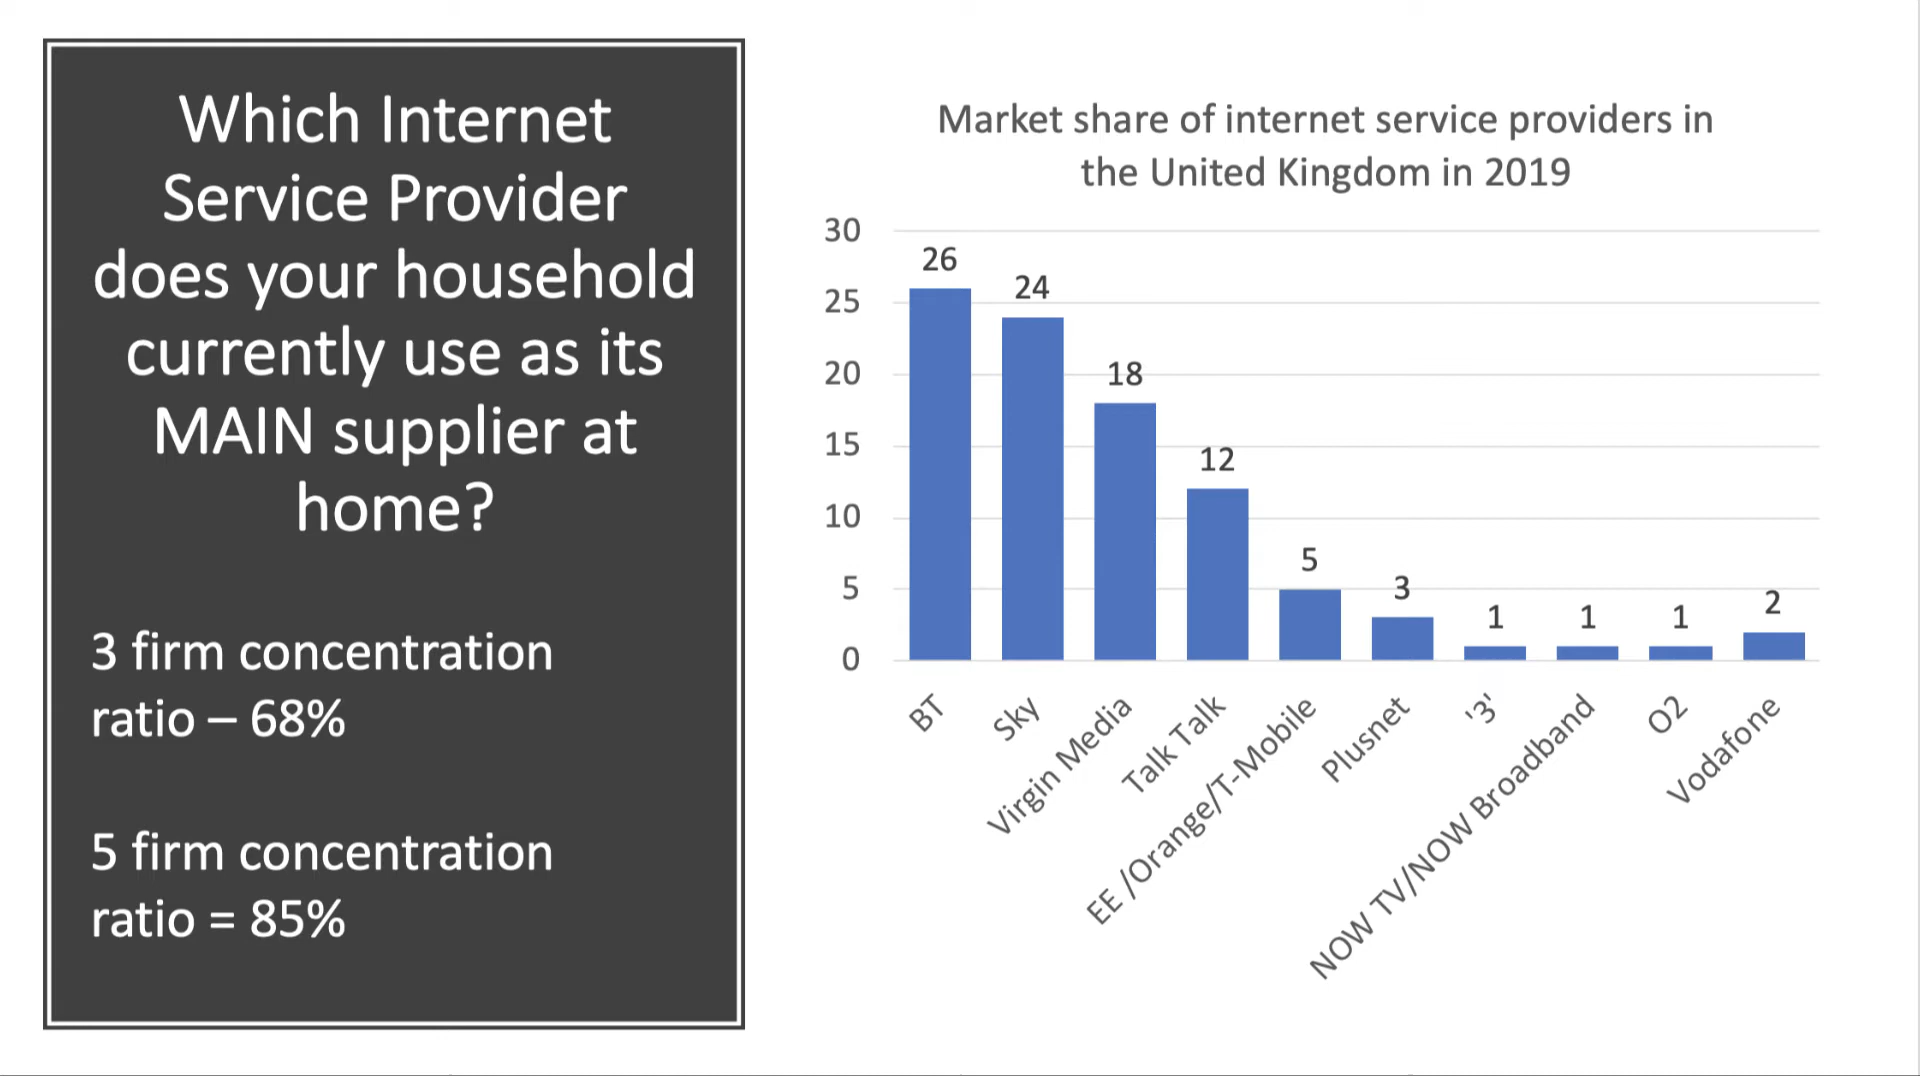 Which Internet
Service Provider
does your household
currently use as its
MAIN supplier at
home?
3 firm concentration
ratio – 68%
5 firm concentration
ratio = 85%
Market share of internet service providers in
the United Kingdom in 2019
30
25
20
15
10
5
0
26
24
18
12
5
3
1
1
1
2
BT
Sky
Virgin Media
Talk Talk
EE /Orange/T-Mobile
Plusnet
'3'
NOW TV/NOW Broadband
O2
Vodafone